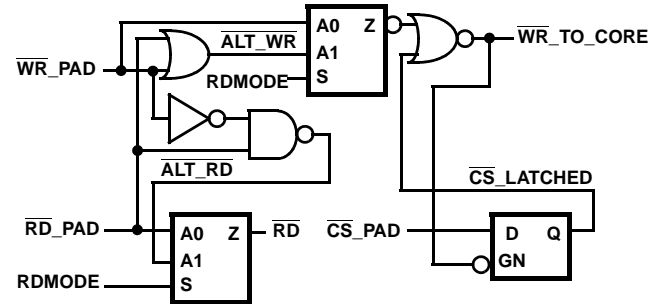 A0 Z
ALT_WR
A1
WR_TO_CORE
WR_PAD
RDMODE S
ALT_RD
CS_LATCHED
RD_PAD A0 Z RD
CS_PAD D Q
A1
GN
RDMODE S